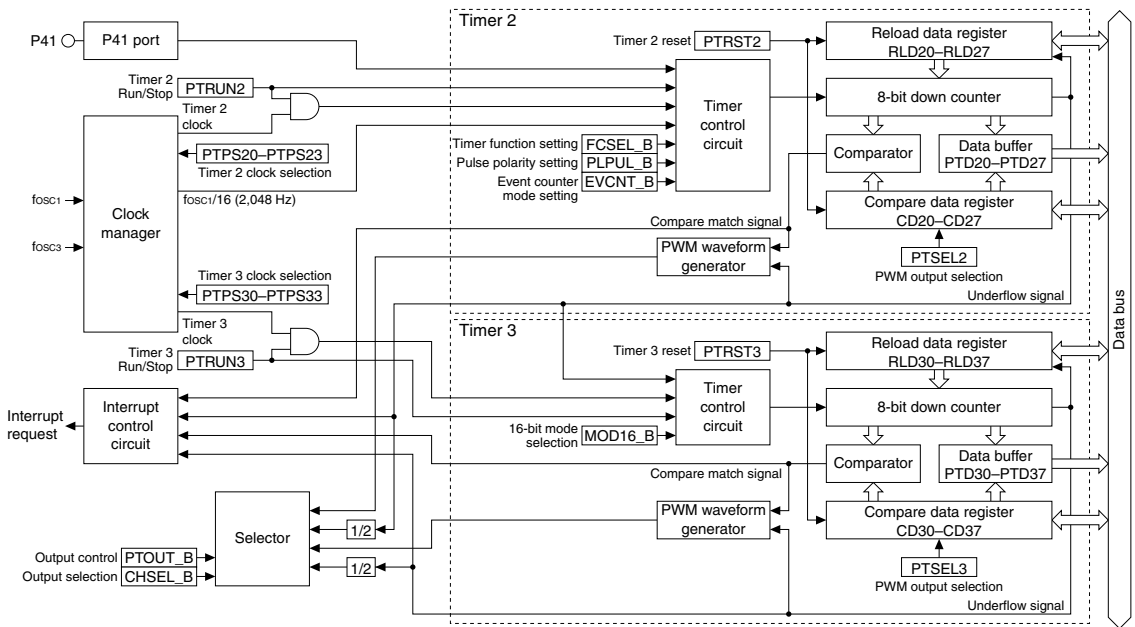 Timer 2
P41
P41 port
Timer 2 reset
PTRST2
Reload data register
RLD20–RLD27
Timer 2
Run/Stop
PTRUN2
Timer 2
clock
Timer
control
circuit
8-bit down counter
PTPS20–PTPS23
Timer 2 clock selection
Timer function setting
FCSEL_B
Pulse polarity setting
PLPUL_B
Event counter
mode setting
EVCNT_B
Comparator
Data buffer
PTD20–PTD27
fOSC1
fOSC3
Clock
manager
fOSC1/16 (2,048 Hz)
Compare data register
CD20–CD27
Compare match signal
PWM waveform
generator
PTSEL2
PWM output selection
Timer 3 clock selection
PTPS30–PTPS33
Underflow signal
Data bus
Timer 3
clock
Timer 3
Run/Stop
PTRUN3
Timer 3
Timer 3 reset
PTRST3
Reload data register
RLD30–RLD37
Timer
control
circuit
8-bit down counter
Interrupt
request
Interrupt
control
circuit
16-bit mode
selection
MOD16_B
Comparator
Data buffer
PTD30–PTD37
Compare match signal
PWM waveform
generator
Compare data register
CD30–CD37
Selector
1/2
1/2
Output control
PTOUT_B
Output selection
CHSEL_B
PTSEL3
PWM output selection
Underflow signal